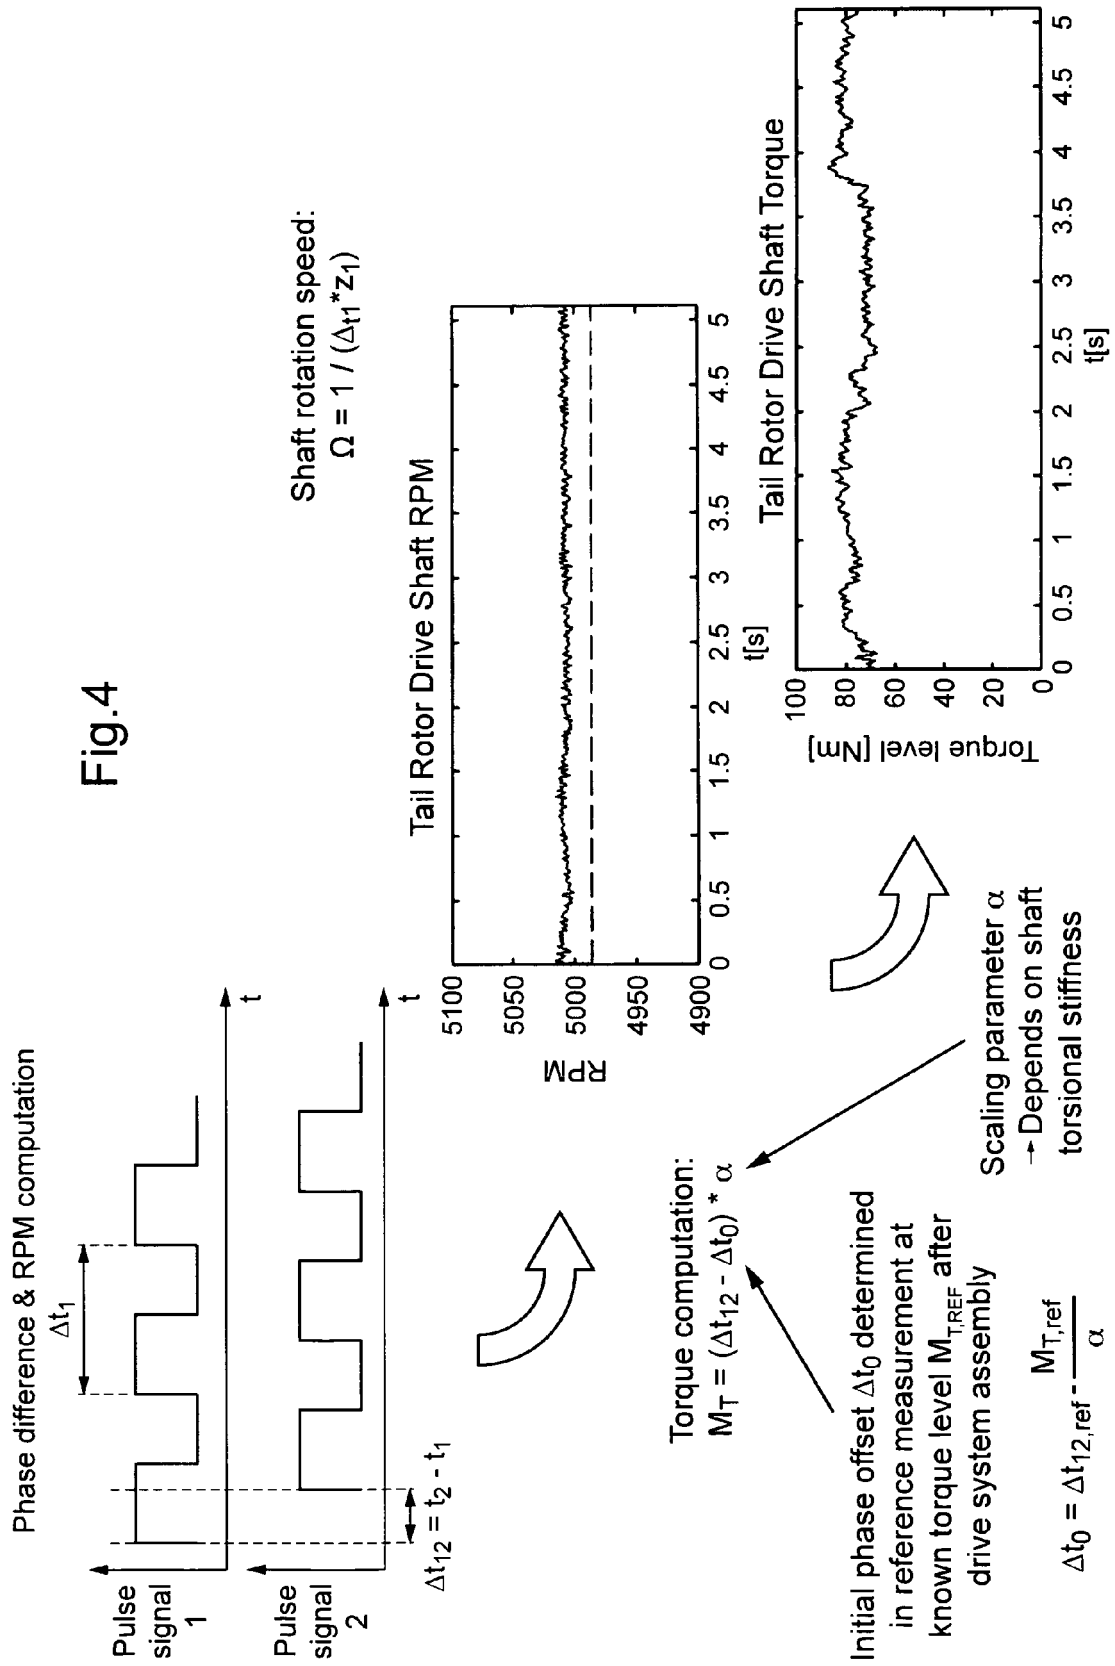 Fig.4
Phase difference & RPM computation
Pulse
signal
1
Δt1
t
Pulse
signal
2
t
Δt12 = t2 - t1
Shaft rotation speed:
Ω = 1 / (Δt1*z1)
Tail Rotor Drive Shaft RPM
RPM
5100
5050
5000
4950
4900
0
0.5
1
1.5
2
2.5
3
3.5
4
4.5
5
t[s]
Torque computation:
MT = (Δt12 - Δt0) * α
Tail Rotor Drive Shaft Torque
Torque level [Nm]
100
80
60
40
20
0
0
0.5
1
1.5
2
2.5
3
3.5
4
4.5
5
t[s]
Initial phase offset Δt0 determined
in reference measurement at
known torque level MT,REF after
drive system assembly
Δt0 = Δt12,ref - MT,ref
α
Scaling parameter α
→ Depends on shaft
torsional stiffness